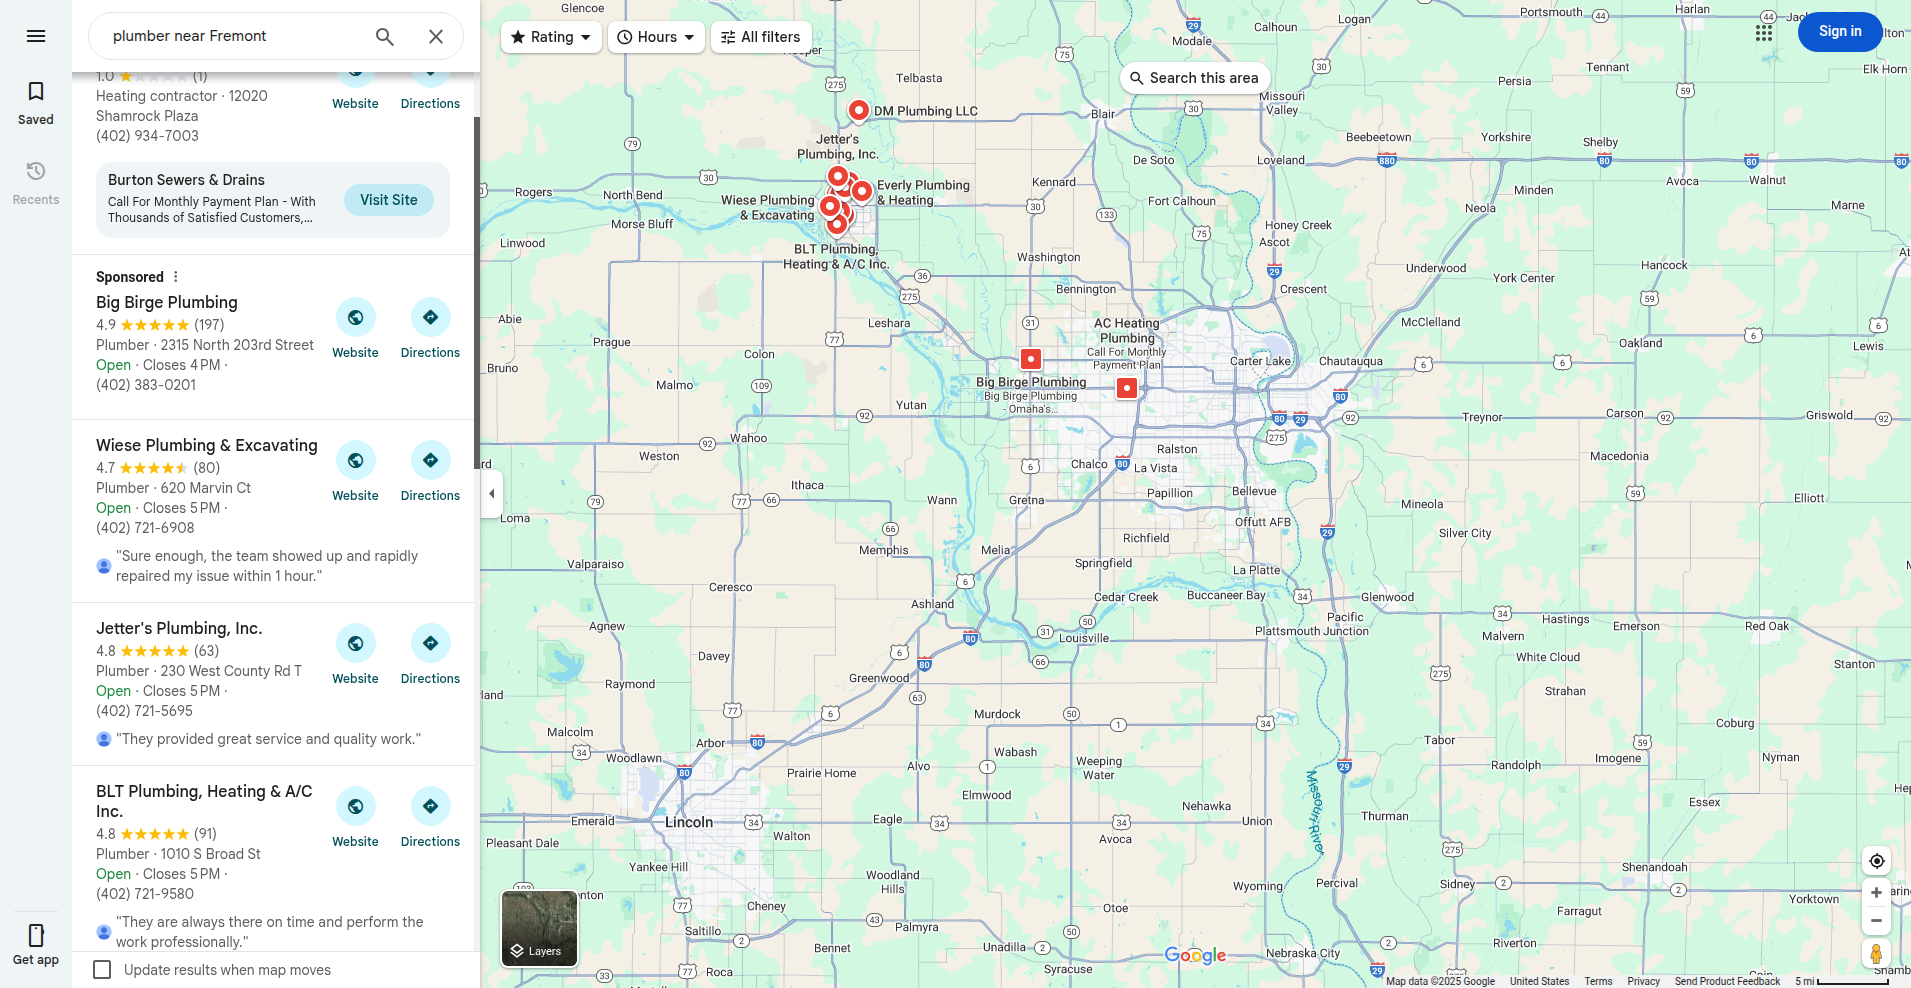 plumber near Fremont
Saved
Recents
Get app
1.0 (1)
Heating contractor · 12020
Shamrock Plaza
(402) 934-7003
Website
Directions
Burton Sewers & Drains
Call For Monthly Payment Plan - With
Thousands of Satisfied Customers,...
Visit Site
Sponsored
Big Birge Plumbing
4.9 (197)
Plumber · 2315 North 203rd Street
Open · Closes 4 PM ·
(402) 383-0201
Website
Directions
Wiese Plumbing & Excavating
4.7 (80)
Plumber · 620 Marvin Ct
Open · Closes 5 PM ·
(402) 721-6908
Website
Directions
"Sure enough, the team showed up and rapidly
repaired my issue within 1 hour."
Jetter's Plumbing, Inc.
4.8 (63)
Plumber · 230 West County Rd T
Open · Closes 5 PM ·
(402) 721-5695
Website
Directions
"They provided great service and quality work."
BLT Plumbing, Heating & A/C
Inc.
4.8 (91)
Plumber · 1010 S Broad St
Open · Closes 5 PM ·
(402) 721-9580
Website
Directions
"They are always there on time and perform the
work professionally."
Update results when map moves
Rating
Hours
All filters
Search this area
Sign in
Glencoe
Telbasta
DM Plumbing LLC
Jetter's
Plumbing, Inc.
Everly Plumbing
& Heating
Wiese Plumbing
& Excavating
BLT Plumbing,
Heating & A/C Inc.
Rogers
North Bend
Morse Bluff
Linwood
Blair
De Soto
Kennard
Fort Calhoun
Washington
Bennington
Modale
Calhoun
Logan
Missouri
Valley
Loveland
Honey Creek
Ascot
Crescent
Portsmouth
Harlan
Tennant
Persia
Elk Horn
Beebeetown
Yorkshire
Shelby
Minden
Avoca
Walnut
Neola
Marne
Underwood
York Center
Hancock
McClelland
Oakland
Lewis
Abie
Prague
Bruno
Malmo
Colon
Leshara
Yutan
Wahoo
Weston
Ithaca
Wann
Loma
Memphis
Melia
Valparaiso
Ceresco
Ashland
AC Heating
Plumbing
Call For Monthly
Payment Plan
Big Birge Plumbing
Big Birge Plumbing
Omaha's...
Carter Lake
Chautauqua
Treynor
Carson
Griswold
Macedonia
Elliott
Mineola
Silver City
Ralston
Chalco
La Vista
Papillion
Bellevue
Gretna
Offutt AFB
Richfield
Springfield
La Platte
Cedar Creek
Buccaneer Bay
Louisville
Plattsmouth
Pacific
Junction
Glenwood
Hastings
Malvern
Emerson
Red Oak
White Cloud
Stanton
Strahan
Coburg
Tabor
Randolph
Imogene
Nyman
Essex
Thurman
Shenandoah
Sidney
Percival
Farragut
Yorktown
Riverton
Agnew
Davey
Raymond
Greenwood
Murdock
Malcolm
Arbor
Woodlawn
Prairie Home
Alvo
Wabash
Weeping
Water
Elmwood
Nehawka
Emerald
Lincoln
Walton
Eagle
Avoca
Union
Pleasant Dale
Yankee Hill
Woodland
Hills
Wyoming
Cheney
Otoe
Saltillo
Palmyra
Bennet
Unadilla
Roca
Syracuse
Nebraska City
Missouri River
Layers
Google
Map data ©2025 Google
United States
Terms
Privacy
Send Product Feedback
5 mi